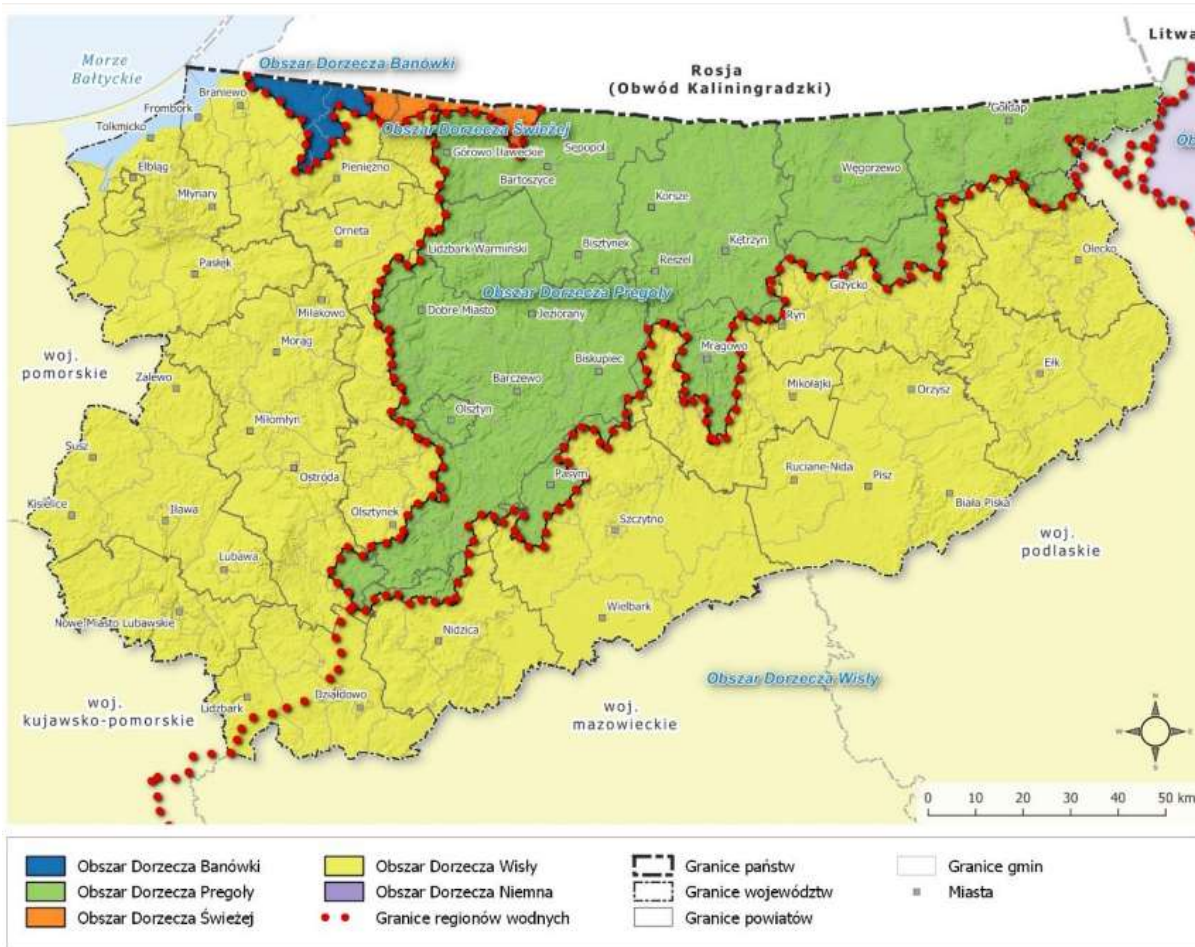 Morze
Bałtyckie
Obszar Dorzecza Banówki
Rosja
(Obwód Kaliningradzki)
Litwa
Braniewo
Frombork
Tolkmicko
Obszar Dorzecza Świeżej
Gołdap
Elbląg
Młynary
Pieniężno
Górowo Iławeckie
Sępopol
Bartoszyce
Węgorzewo
Korsze
Orneta
Lidzbark Warmiński
Bisztynek
Kętrzyn
Reszel
Olecko
Pasłęk
Giżycko
Obszar Dorzecza Pregoły
Miłakowo
Dobre Miasto
Jeziorany
Ryn
Morąg
woj.
pomorskie
Zalewo
Biskupiec
Mrągowo
Ełk
Barczewo
Mikołajki
Orzysz
Olsztyn
Miłomłyn
Susz
Ostróda
Pasym
Ruciane-Nida
Pisz
Biała Piska
Kisielice
Iława
Olsztynek
Szczytno
woj.
podlaskie
Lubawa
Nowe Miasto Lubawskie
Wielbark
Nidzica
Obszar Dorzecza Wisły
Lidzbark
Działdowo
woj.
kujawsko-pomorskie
woj.
mazowieckie
N
W
E
S
0 10 20 30 40 50 km
Obszar Dorzecza Banówki
Obszar Dorzecza Pregoły
Obszar Dorzecza Świeżej
Obszar Dorzecza Wisły
Obszar Dorzecza Niemna
Granice regionów wodnych
Granice państw
Granice województw
Granice powiatów
Granice gmin
Miasta